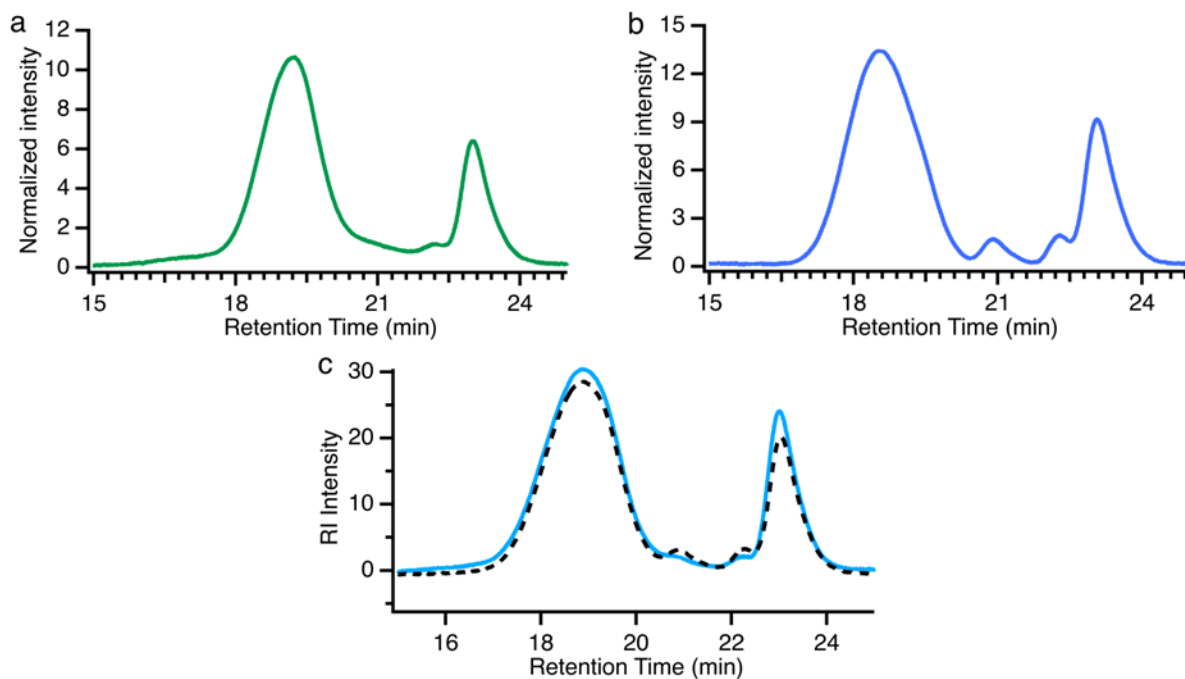 a
Normalized intensity
12
10
8
6
4
2
0
15 18 21 24
Retention Time (min)
b
Normalized intensity
15
12
9
6
3
0
15 18 21 24
Retention Time (min)
c
RI Intensity
30
20
10
0
16 18 20 22 24
Retention Time (min)